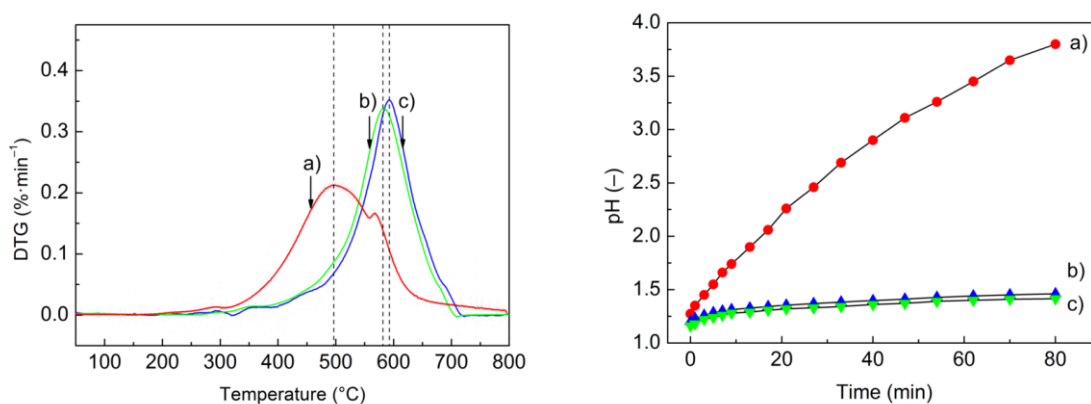 DTG (%·min⁻¹)
0.4
0.3
0.2
0.1
0.0
a)
b)
c)
100 200 300 400 500 600 700 800
Temperature (°C)
pH (–)
4.0
3.5
3.0
2.5
2.0
1.5
1.0
a)
b)
c)
0 20 40 60 80
Time (min)